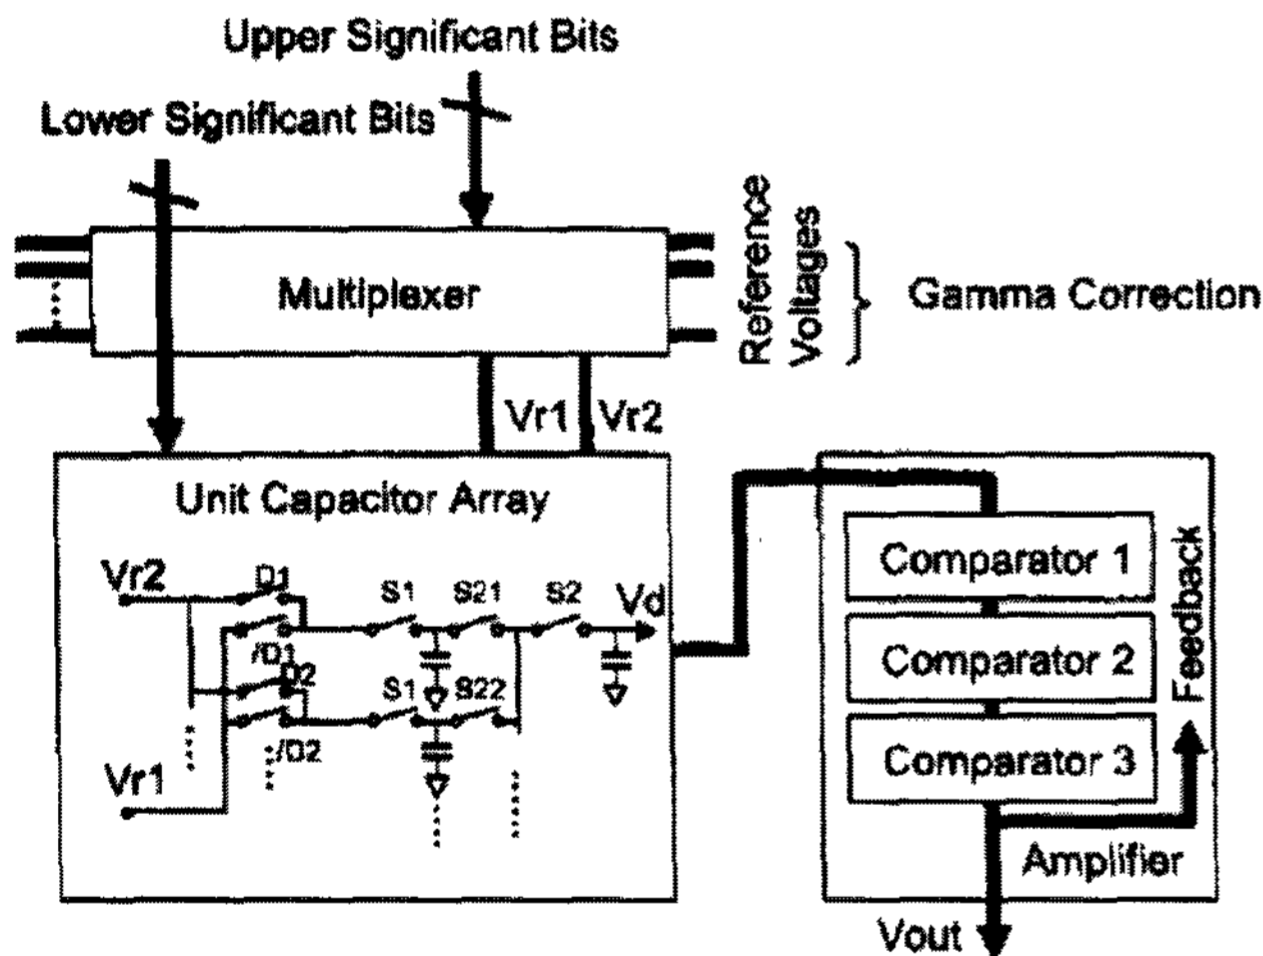 Upper Significant Bits
Lower Significant Bits
Multiplexer
Reference
Voltages
Gamma Correction
Vr1
Vr2
Unit Capacitor Array
Vr2
D1
S1
S21
S2
Vd
/D1
D2
S1
S22
/D2
Vr1
Comparator 1
Comparator 2
Comparator 3
Feedback
Amplifier
Vout